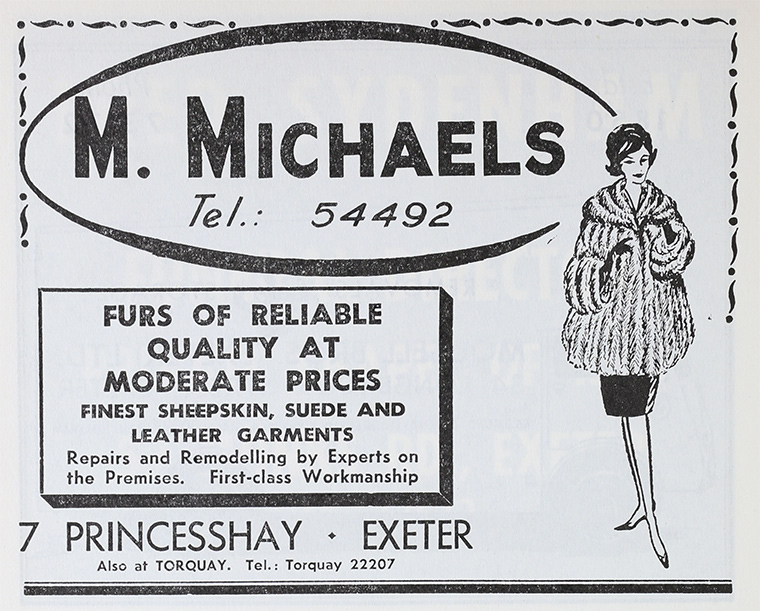 M. MICHAELS
Tel.: 54492
FURS OF RELIABLE
QUALITY AT
MODERATE PRICES
FINEST SHEEPSKIN, SUEDE AND
LEATHER GARMENTS
Repairs and Remodelling by Experts on
the Premises. First-class Workmanship
7 PRINCESSHAY · EXETER
Also at TORQUAY. Tel.: Torquay 22207